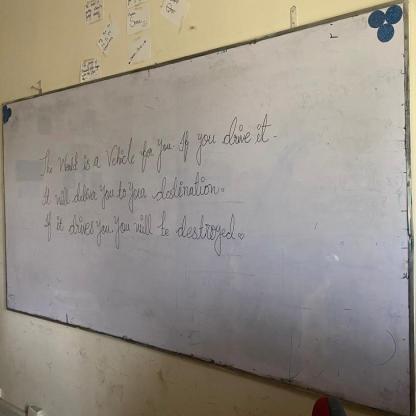 The World is a Vehicle for you. If you drive it.
It will deliver you to your destination.
If it drives you, you will be destroyed.